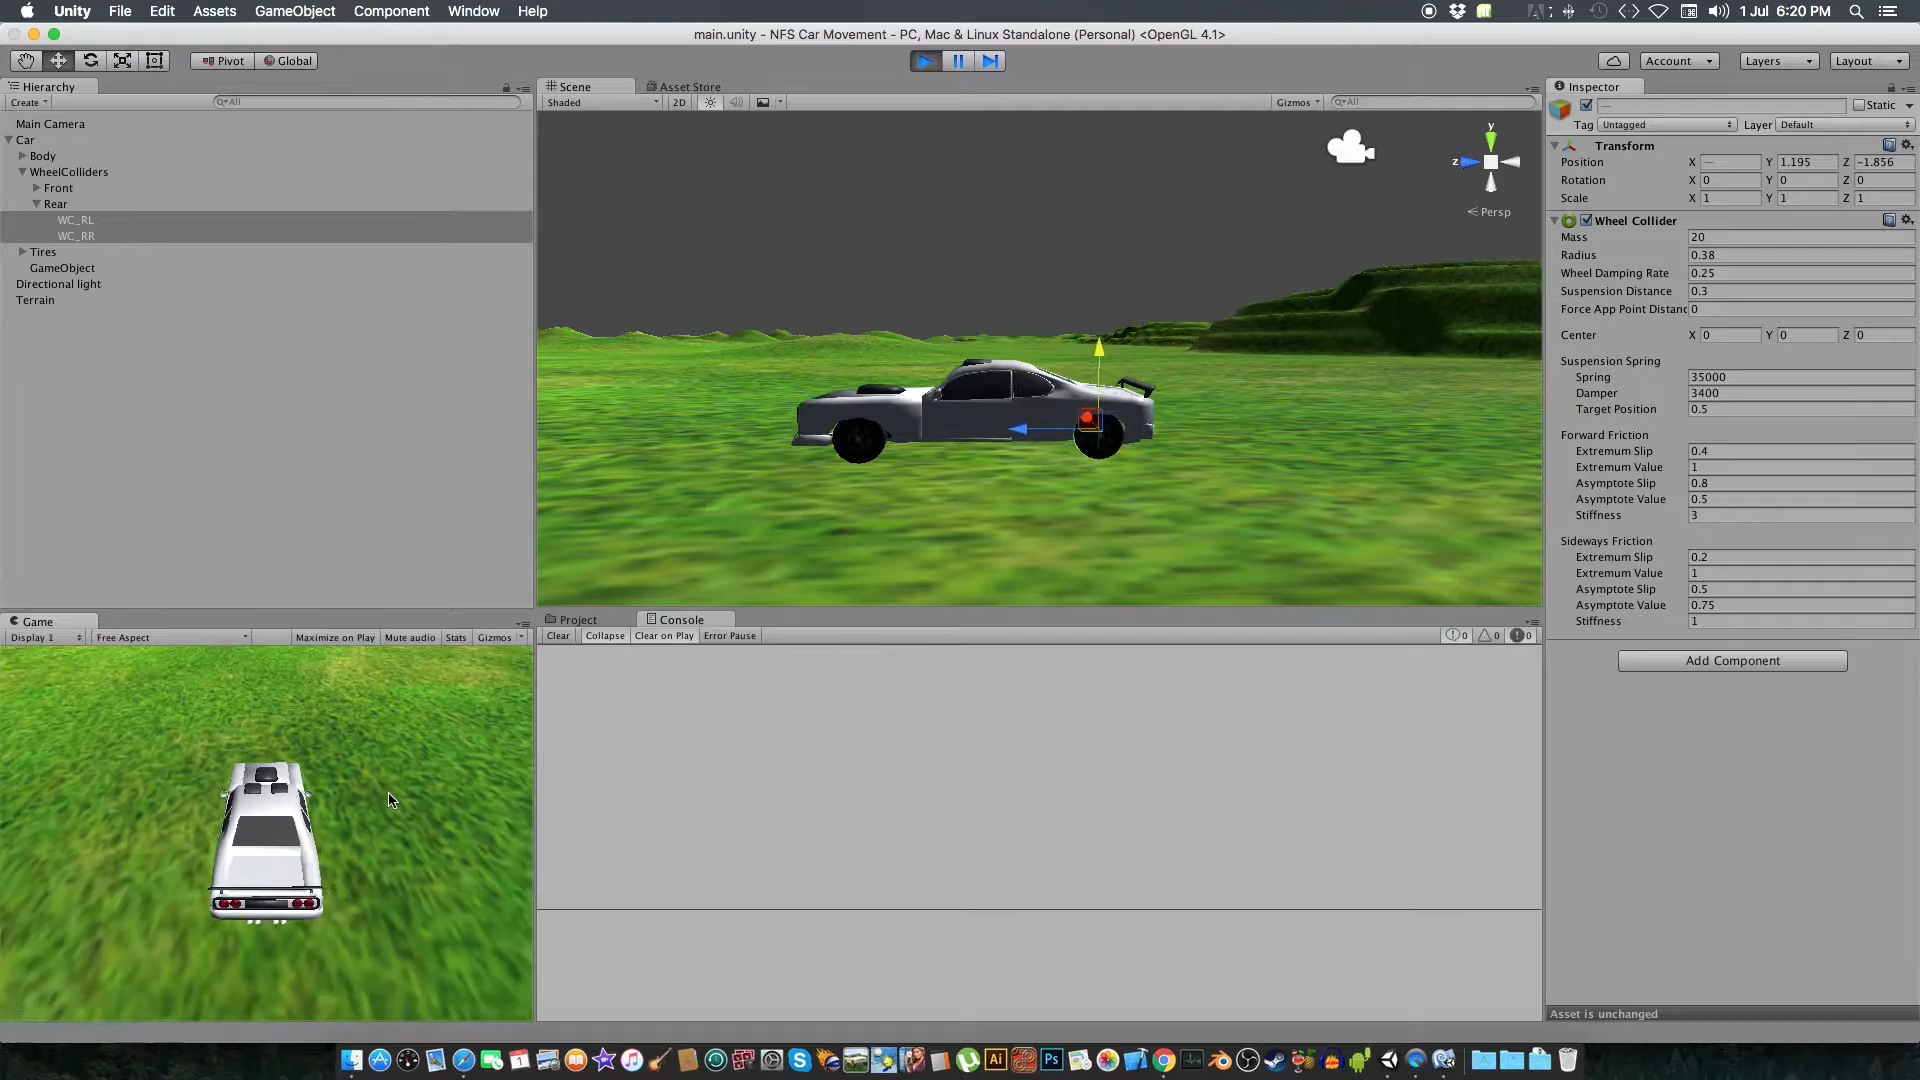 Unity File Edit Assets GameObject Component Window Help 1 Jul 6:20 PM
main.unity - NFS Car Movement - PC, Mac & Linux Standalone (Personal) <OpenGL 4.1>
Pivot Global Account Layers Layout
Hierarchy
Create All
Main Camera
Car
Body
WheelColliders
Front
Rear
WC_RL
WC_RR
Tires
GameObject
Directional light
Terrain
Scene Asset Store
Shaded 2D Gizmos All
y
z
Persp
Inspector
— Static
Tag Untagged Layer Default
Transform
Position X — Y 1.195 Z -1.856
Rotation X 0 Y 0 Z 0
Scale X 1 Y 1 Z 1
Wheel Collider
Mass 20
Radius 0.38
Wheel Damping Rate 0.25
Suspension Distance 0.3
Force App Point Distanc 0
Center X 0 Y 0 Z 0
Suspension Spring
Spring 35000
Damper 3400
Target Position 0.5
Forward Friction
Extremum Slip 0.4
Extremum Value 1
Asymptote Slip 0.8
Asymptote Value 0.5
Stiffness 3
Sideways Friction
Extremum Slip 0.2
Extremum Value 1
Asymptote Slip 0.5
Asymptote Value 0.75
Stiffness 1
Add Component
Asset is unchanged
Game
Display 1 Free Aspect Maximize on Play Mute audio Stats Gizmos
Project Console
Clear Collapse Clear on Play Error Pause 0 0 0
1 S Ai Ps